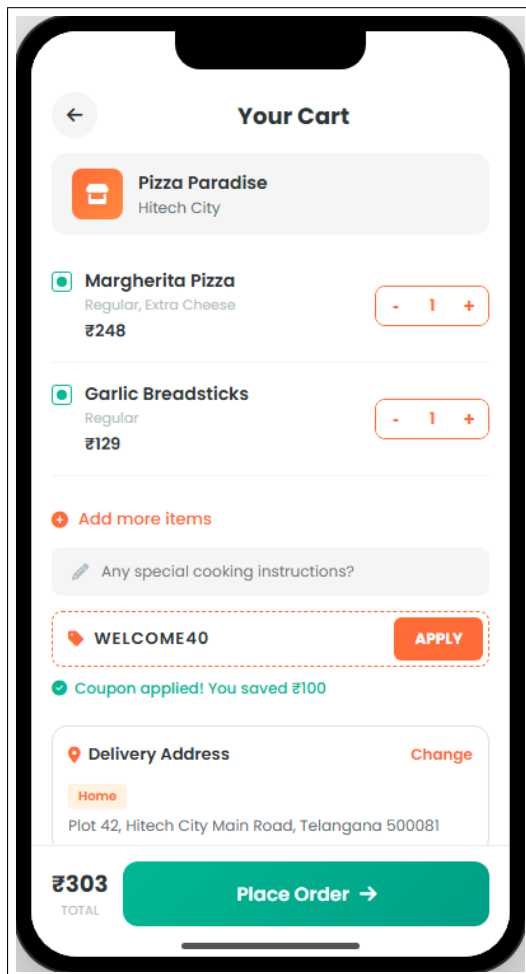 Your Cart
Pizza Paradise
Hitech City
Margherita Pizza
Regular, Extra Cheese
₹248
- 1 +
Garlic Breadsticks
Regular
₹129
- 1 +
Add more items
Any special cooking instructions?
WELCOME40
APPLY
Coupon applied! You saved ₹100
Delivery Address
Change
Home
Plot 42, Hitech City Main Road, Telangana 500081
₹303
TOTAL
Place Order →